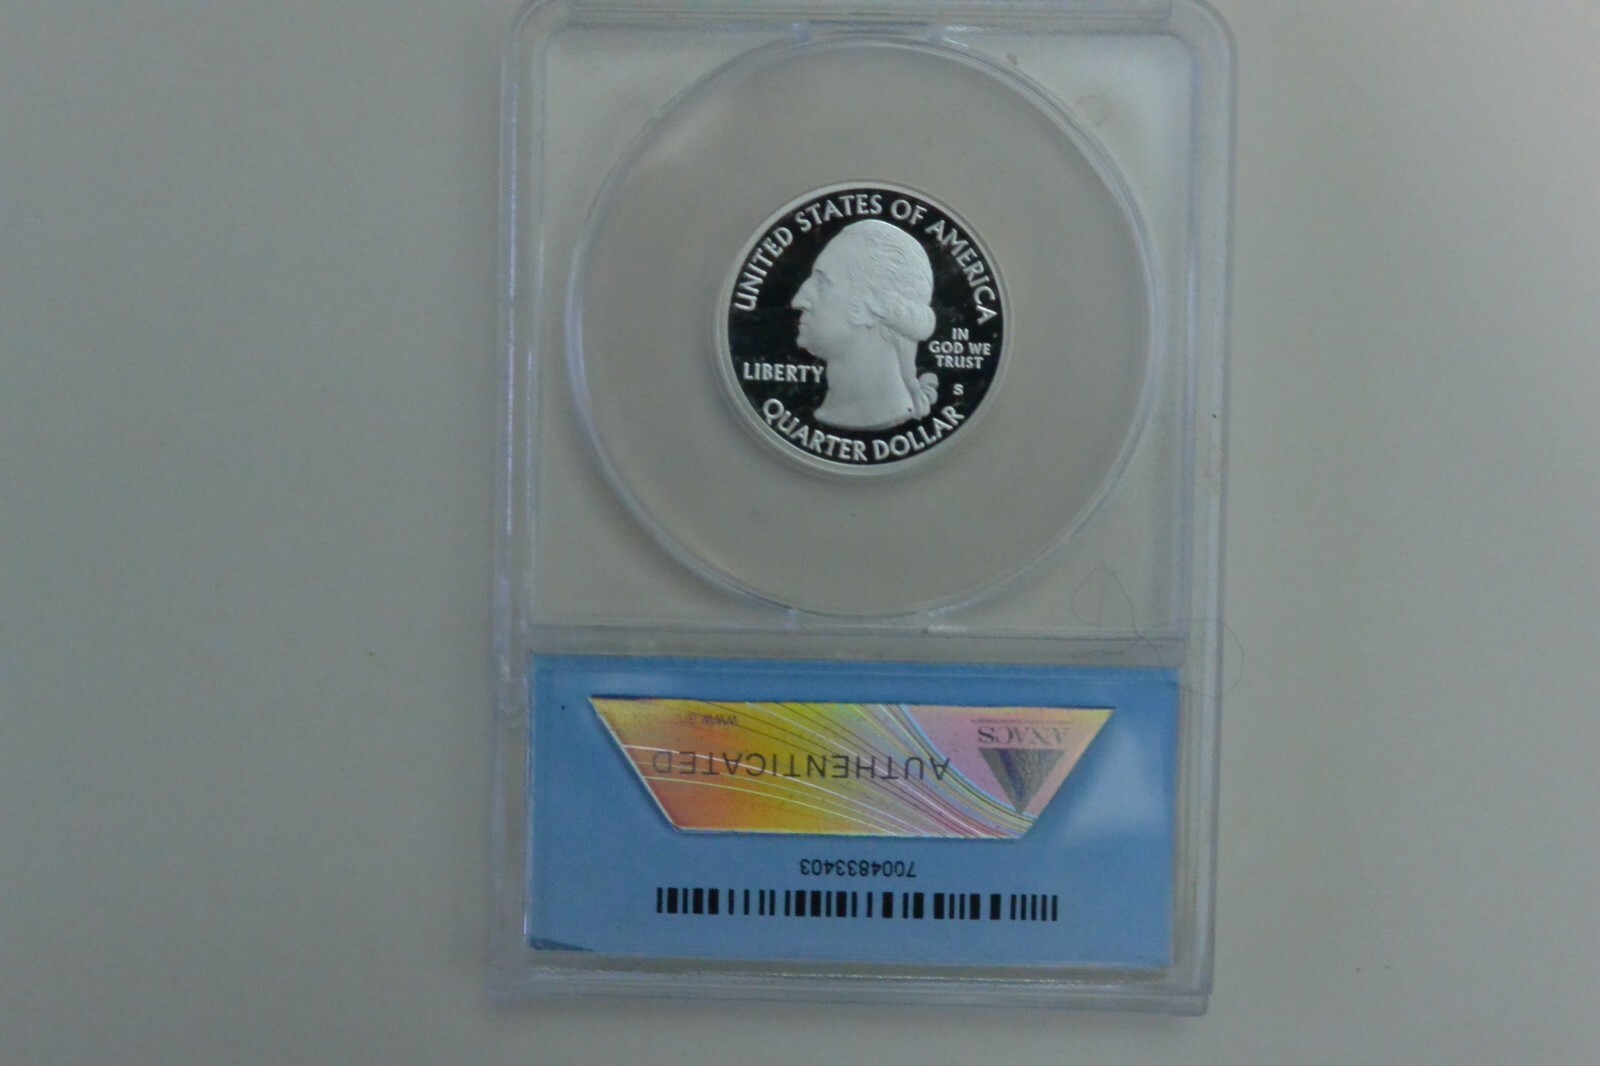 UNITED STATES OF AMERICA
LIBERTY
IN
GOD WE
TRUST
S
QUARTER DOLLAR
7004833403
AUTHENTICATED
ANACS